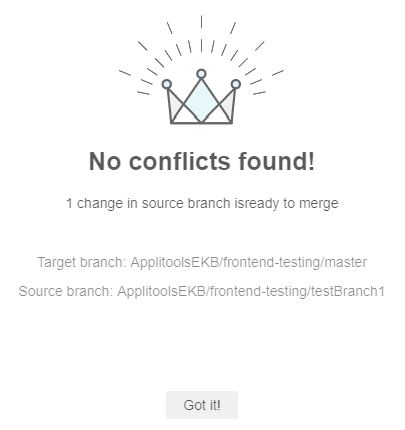 No conflicts found!
1 change in source branch isready to merge
Target branch: ApplitoolsEKB/frontend-testing/master
Source branch: ApplitoolsEKB/frontend-testing/testBranch1
Got it!